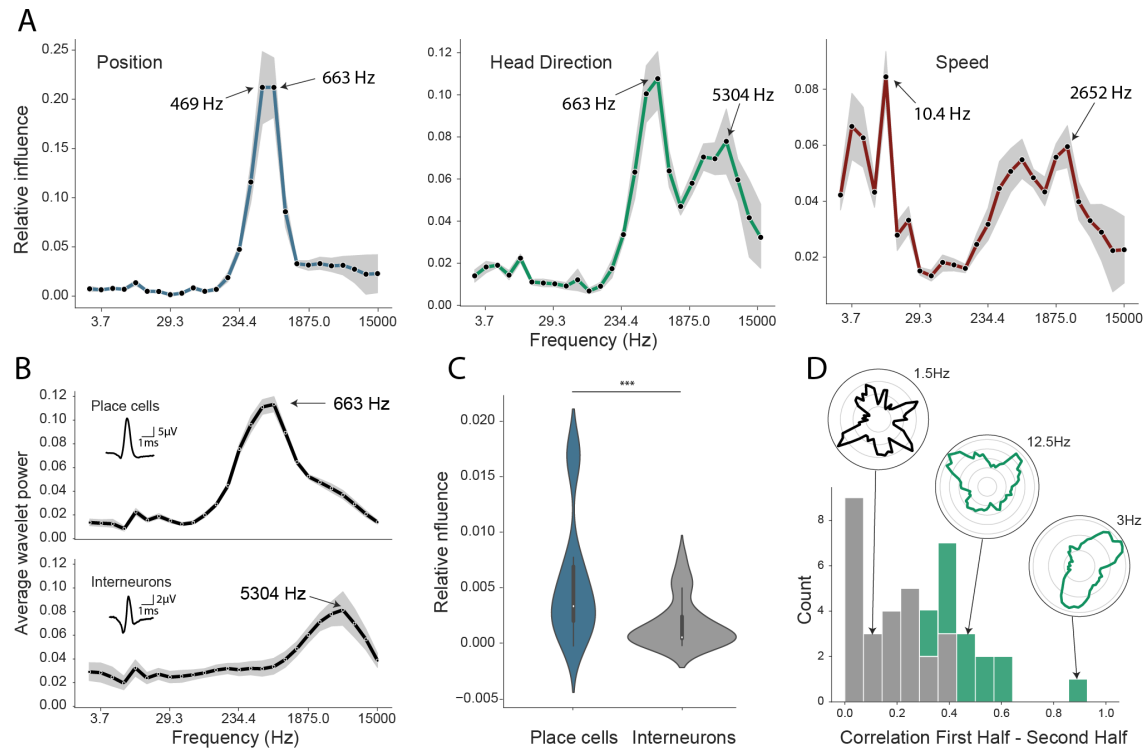 A
Position
Head Direction
Speed
469 Hz
663 Hz
663 Hz
5304 Hz
10.4 Hz
2652 Hz
Relative influence
0.25
0.20
0.15
0.10
0.05
0.00
0.12
0.10
0.08
0.06
0.04
0.02
0.00
0.08
0.06
0.04
0.02
3.7 29.3 234.4 1875.0 15000
3.7 29.3 234.4 1875.0 15000
3.7 29.3 234.4 1875.0 15000
Frequency (Hz)
B
Average wavelet power
0.12
0.10
0.08
0.06
0.04
0.02
0.00
Place cells
5μV
1ms
663 Hz
0.12
0.10
0.08
0.06
0.04
0.02
0.00
Interneurons
2μV
1ms
5304 Hz
3.7 29.3 234.4 1875.0 15000
Frequency (Hz)
C
***
Relative nfluence
0.020
0.015
0.010
0.005
0.000
−0.005
Place cells Interneurons
D
1.5Hz
12.5Hz
3Hz
Count
8
6
4
2
0
0.0 0.2 0.4 0.6 0.8 1.0
Correlation First Half - Second Half